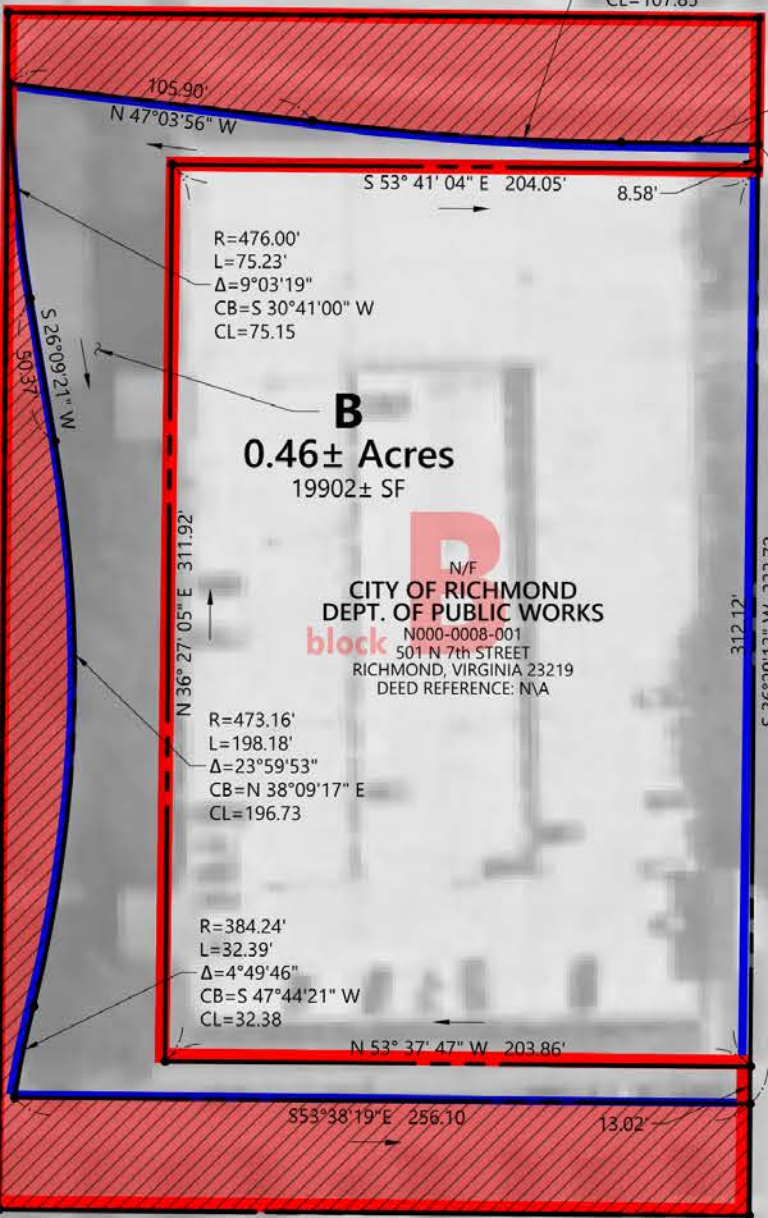 CL=107.85'
105.90'
N 47°03'56" W
S 53° 41' 04" E 204.05'
8.58'
R=476.00'
L=75.23'
Δ=9°03'19"
CB=S 30°41'00" W
CL=75.15
S 26°09'21" W
50.37
B
0.46± Acres
19902± SF
N 36° 27' 05" E 311.92'
B
block
N/F
CITY OF RICHMOND
DEPT. OF PUBLIC WORKS
N000-0008-001
501 N 7th STREET
RICHMOND, VIRGINIA 23219
DEED REFERENCE: N\A
312.12'
R=473.16'
L=198.18'
Δ=23°59'53"
CB=N 38°09'17" E
CL=196.73
R=384.24'
L=32.39'
Δ=4°49'46"
CB=S 47°44'21" W
CL=32.38
N 53° 37' 47" W 203.86'
S53°38'19"E 256.10
13.02'